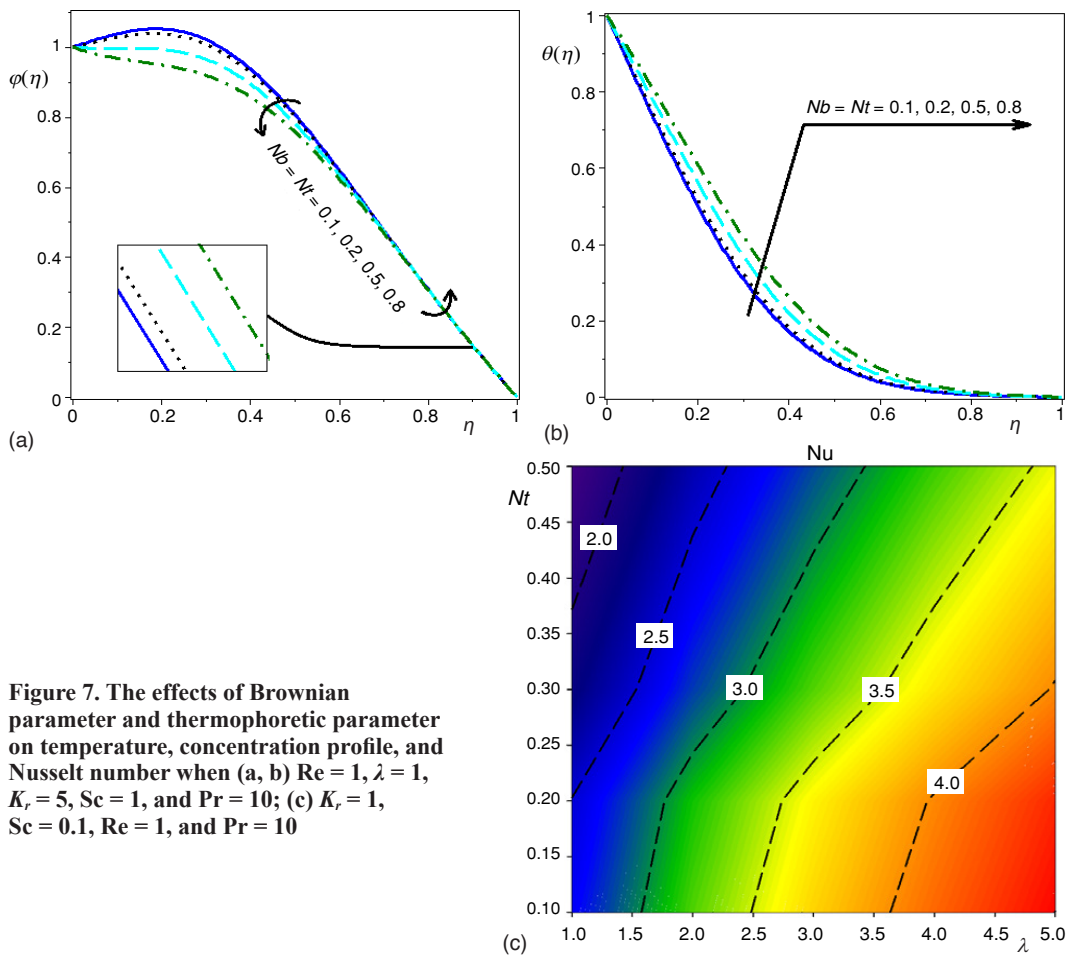 1
φ(η)
0.8
0.6
0.4
0.2
0
0
0.2
0.4
0.6
0.8
1
η
Nb = Nt = 0.1, 0.2, 0.5, 0.8
(a)
1
θ(η)
0.8
0.6
0.4
0.2
0
0
0.2
0.4
0.6
0.8
1
η
Nb = Nt = 0.1, 0.2, 0.5, 0.8
(b)
Nu
0.50
Nt
0.45
0.40
0.35
0.30
0.25
0.20
0.15
0.10
1.0
1.5
2.0
2.5
3.0
3.5
4.0
4.5
5.0
λ
2.0
2.5
3.0
3.5
4.0
(c)
Figure 7. The effects of Brownian
parameter and thermophoretic parameter
on temperature, concentration profile, and
Nusselt number when (a, b) Re = 1, λ = 1,
Kr = 5, Sc = 1, and Pr = 10; (c) Kr = 1,
Sc = 0.1, Re = 1, and Pr = 10